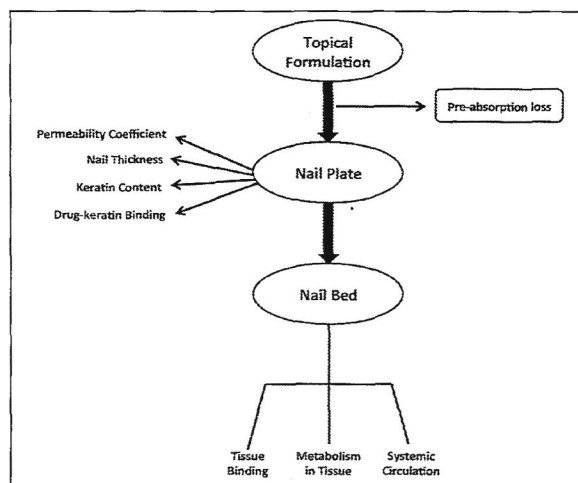 Topical
Formulation
Pre-absorption loss
Permeability Coefficient
Nail Thickness
Keratin Content
Drug-keratin Binding
Nail Plate
Nail Bed
Tissue
Binding
Metabolism
in Tissue
Systemic
Circulation